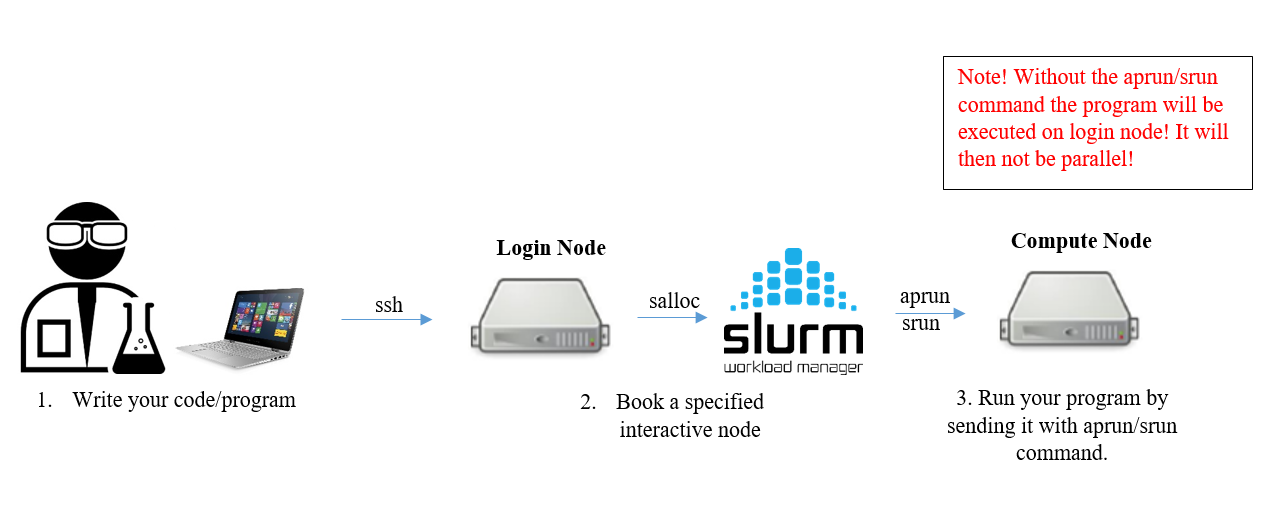 Note! Without the aprun/srun
command the program will be
executed on login node! It will
then not be parallel!
Login Node
Compute Node
ssh
salloc
slurm
workload manager
aprun
srun
1. Write your code/program
2. Book a specified
interactive node
3. Run your program by
sending it with aprun/srun
command.